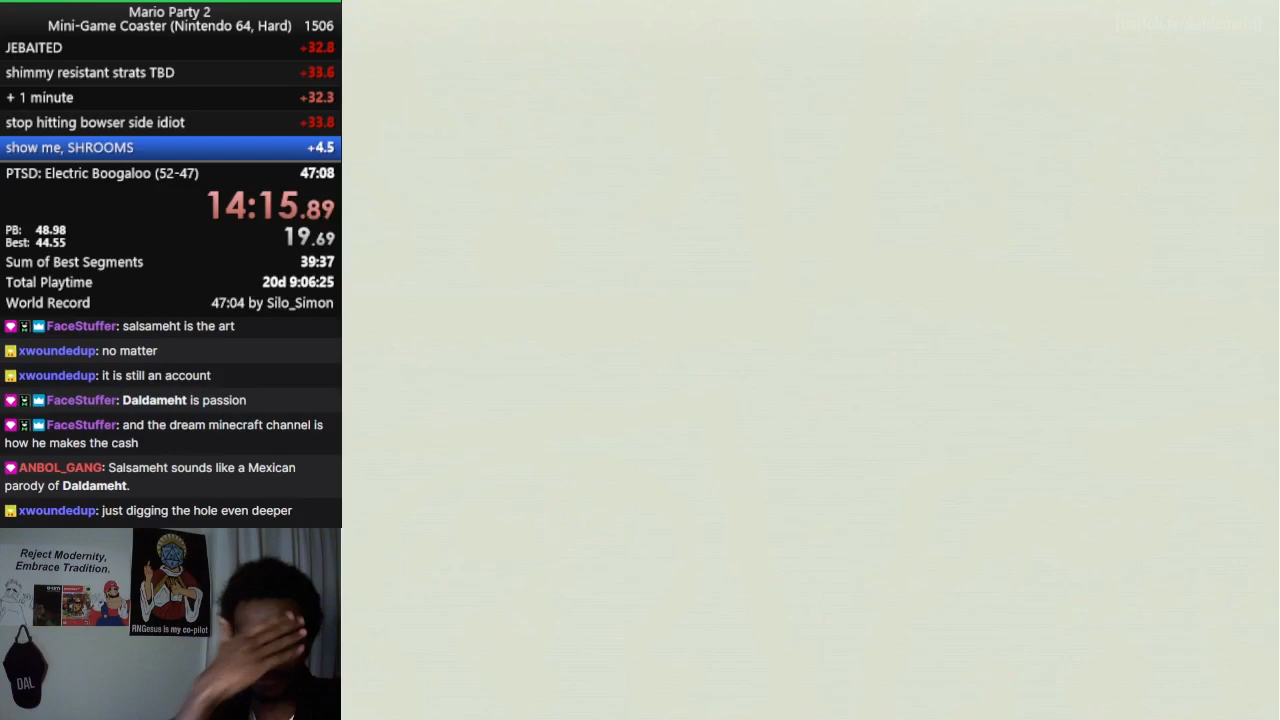 Mario Party 2
Mini-Game Coaster (Nintendo 64, Hard) 1506
JEBAITED +32.8
shimmy resistant strats TBD +33.6
+ 1 minute +32.3
stop hitting bowser side idiot +33.8
show me, SHROOMS +4.5
PTSD: Electric Boogaloo (52-47) 47:08
14:15.89
PB: 48.98
Best: 44.55
19.69
Sum of Best Segments 39:37
Total Playtime 20d 9:06:25
World Record 47:04 by Silo_Simon
FaceStuffer: salsameht is the art
xwoundedup: no matter
xwoundedup: it is still an account
FaceStuffer: Daldameht is passion
FaceStuffer: and the dream minecraft channel is
how he makes the cash
ANBOL_GANG: Salsameht sounds like a Mexican
parody of Daldameht.
xwoundedup: just digging the hole even deeper
Reject Modernity,
Embrace Tradition.
RNGesus is my co-pilot
DAL